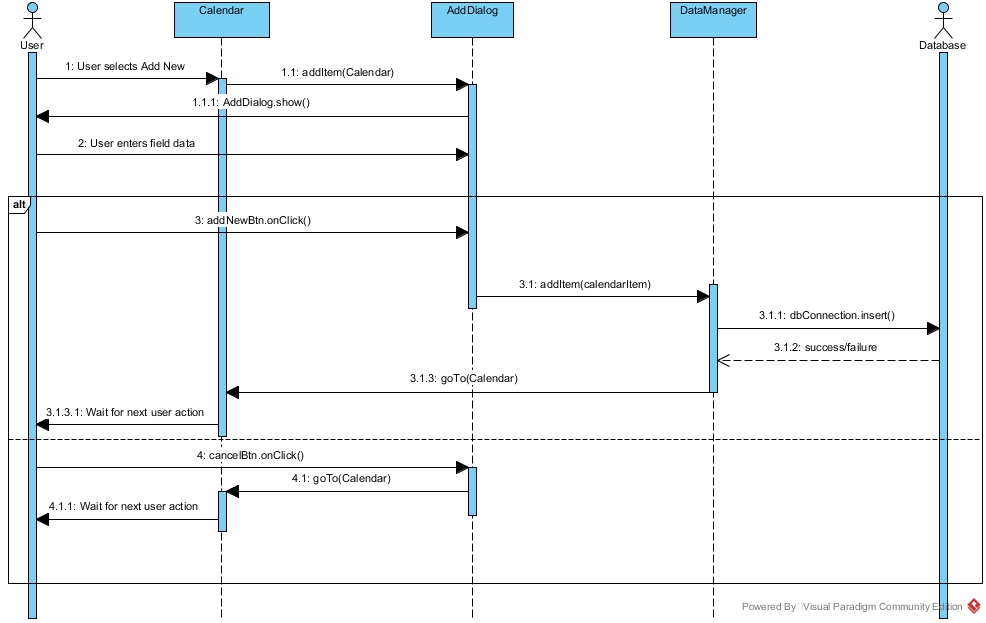 Calendar
AddDialog
DataManager
User
Database
1: User selects Add New
1.1: addItem(Calendar)
1.1.1: AddDialog.show()
2: User enters field data
alt
3: addNewBtn.onClick()
3.1: addItem(calendarItem)
3.1.1: dbConnection.insert()
3.1.2: success/failure
3.1.3: goTo(Calendar)
3.1.3.1: Wait for next user action
4: cancelBtn.onClick()
4.1: goTo(Calendar)
4.1.1: Wait for next user action
Powered By Visual Paradigm Community Edition